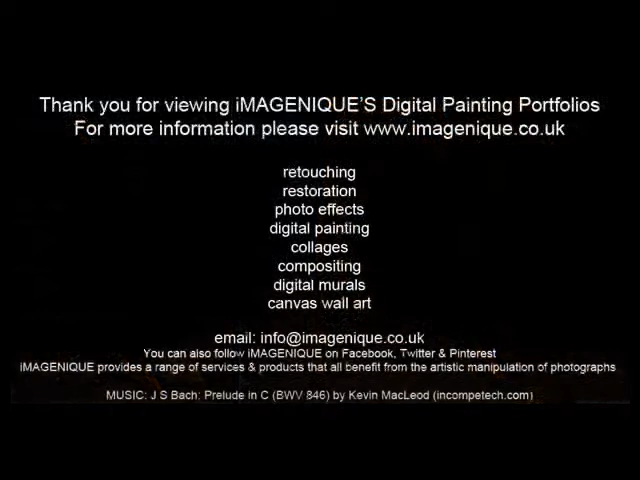 Thank you for viewing iMAGENIQUE'S Digital Painting Portfolios
For more information please visit www.imagenique.co.uk
retouching
restoration
photo effects
digital painting
collages
compositing
digital murals
canvas wall art
email: info@imagenique.co.uk
You can also follow iMAGENIQUE on Facebook, Twitter & Pinterest
iMAGENIQUE provides a range of services & products that all benefit from the artistic manipulation of photographs
MUSIC: J S Bach: Prelude in C (BWV 846) by Kevin MacLeod (incompetech.com)